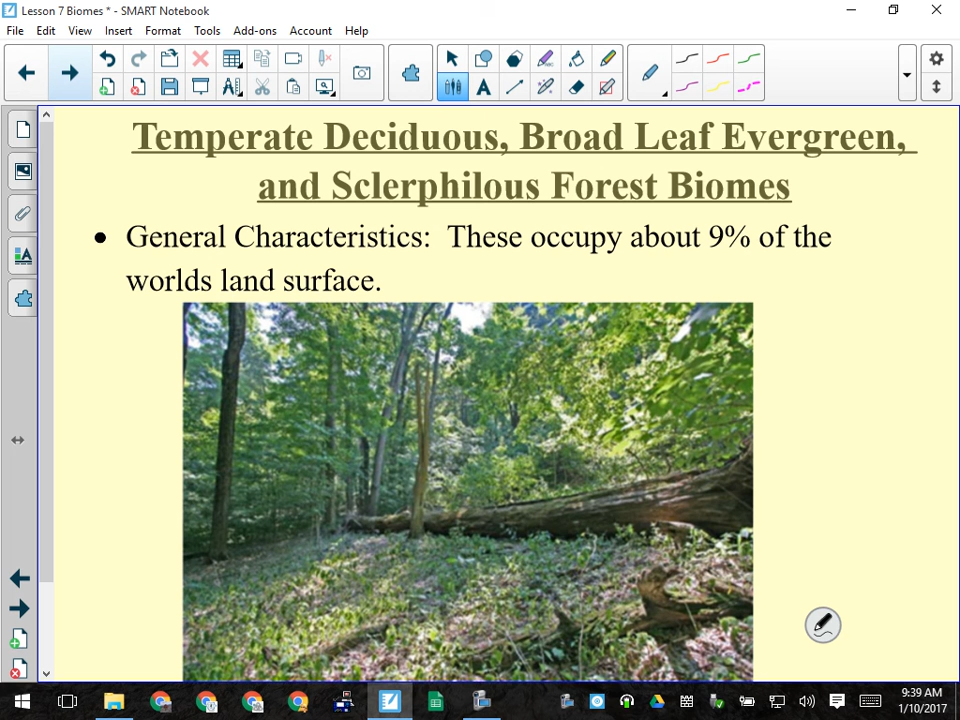 Lesson 7 Biomes * - SMART Notebook
File Edit View Insert Format Tools Add-ons Account Help
Temperate Deciduous, Broad Leaf Evergreen,
and Sclerphilous Forest Biomes
• General Characteristics: These occupy about 9% of the
worlds land surface.
9:39 AM
1/10/2017